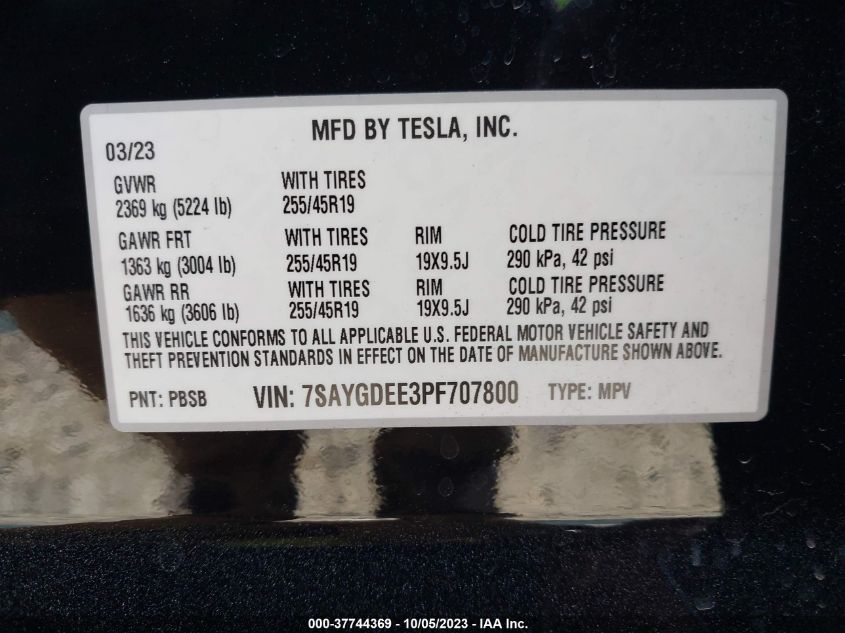 MFD BY TESLA, INC.
03/23
GVWR WITH TIRES
2369 kg (5224 lb) 255/45R19
GAWR FRT WITH TIRES RIM COLD TIRE PRESSURE
1363 kg (3004 lb) 255/45R19 19X9.5J 290 kPa, 42 psi
GAWR RR WITH TIRES RIM COLD TIRE PRESSURE
1636 kg (3606 lb) 255/45R19 19X9.5J 290 kPa, 42 psi
THIS VEHICLE CONFORMS TO ALL APPLICABLE U.S. FEDERAL MOTOR VEHICLE SAFETY AND
THEFT PREVENTION STANDARDS IN EFFECT ON THE DATE OF MANUFACTURE SHOWN ABOVE.
PNT: PBSB VIN: 7SAYGDEE3PF707800 TYPE: MPV
000-37744369 - 10/05/2023 - IAA Inc.